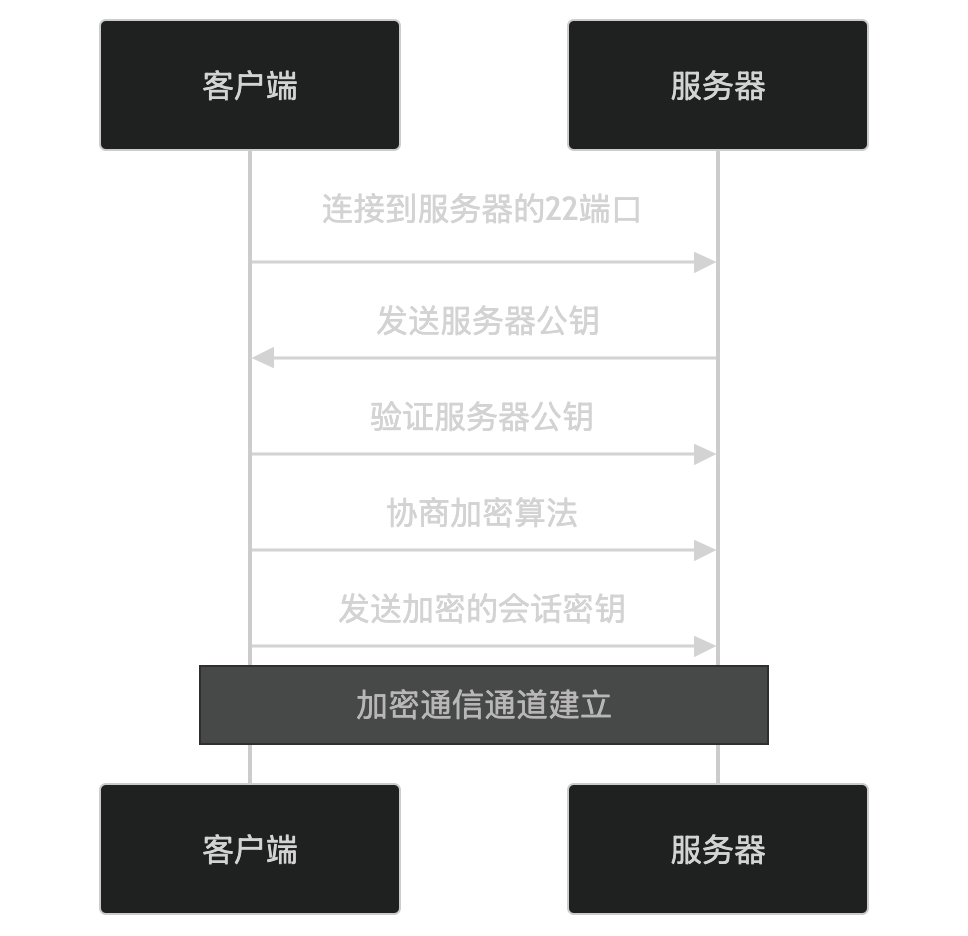 客户端
服务器
连接到服务器的22端口
发送服务器公钥
验证服务器公钥
协商加密算法
发送加密的会话密钥
加密通信通道建立
客户端
服务器